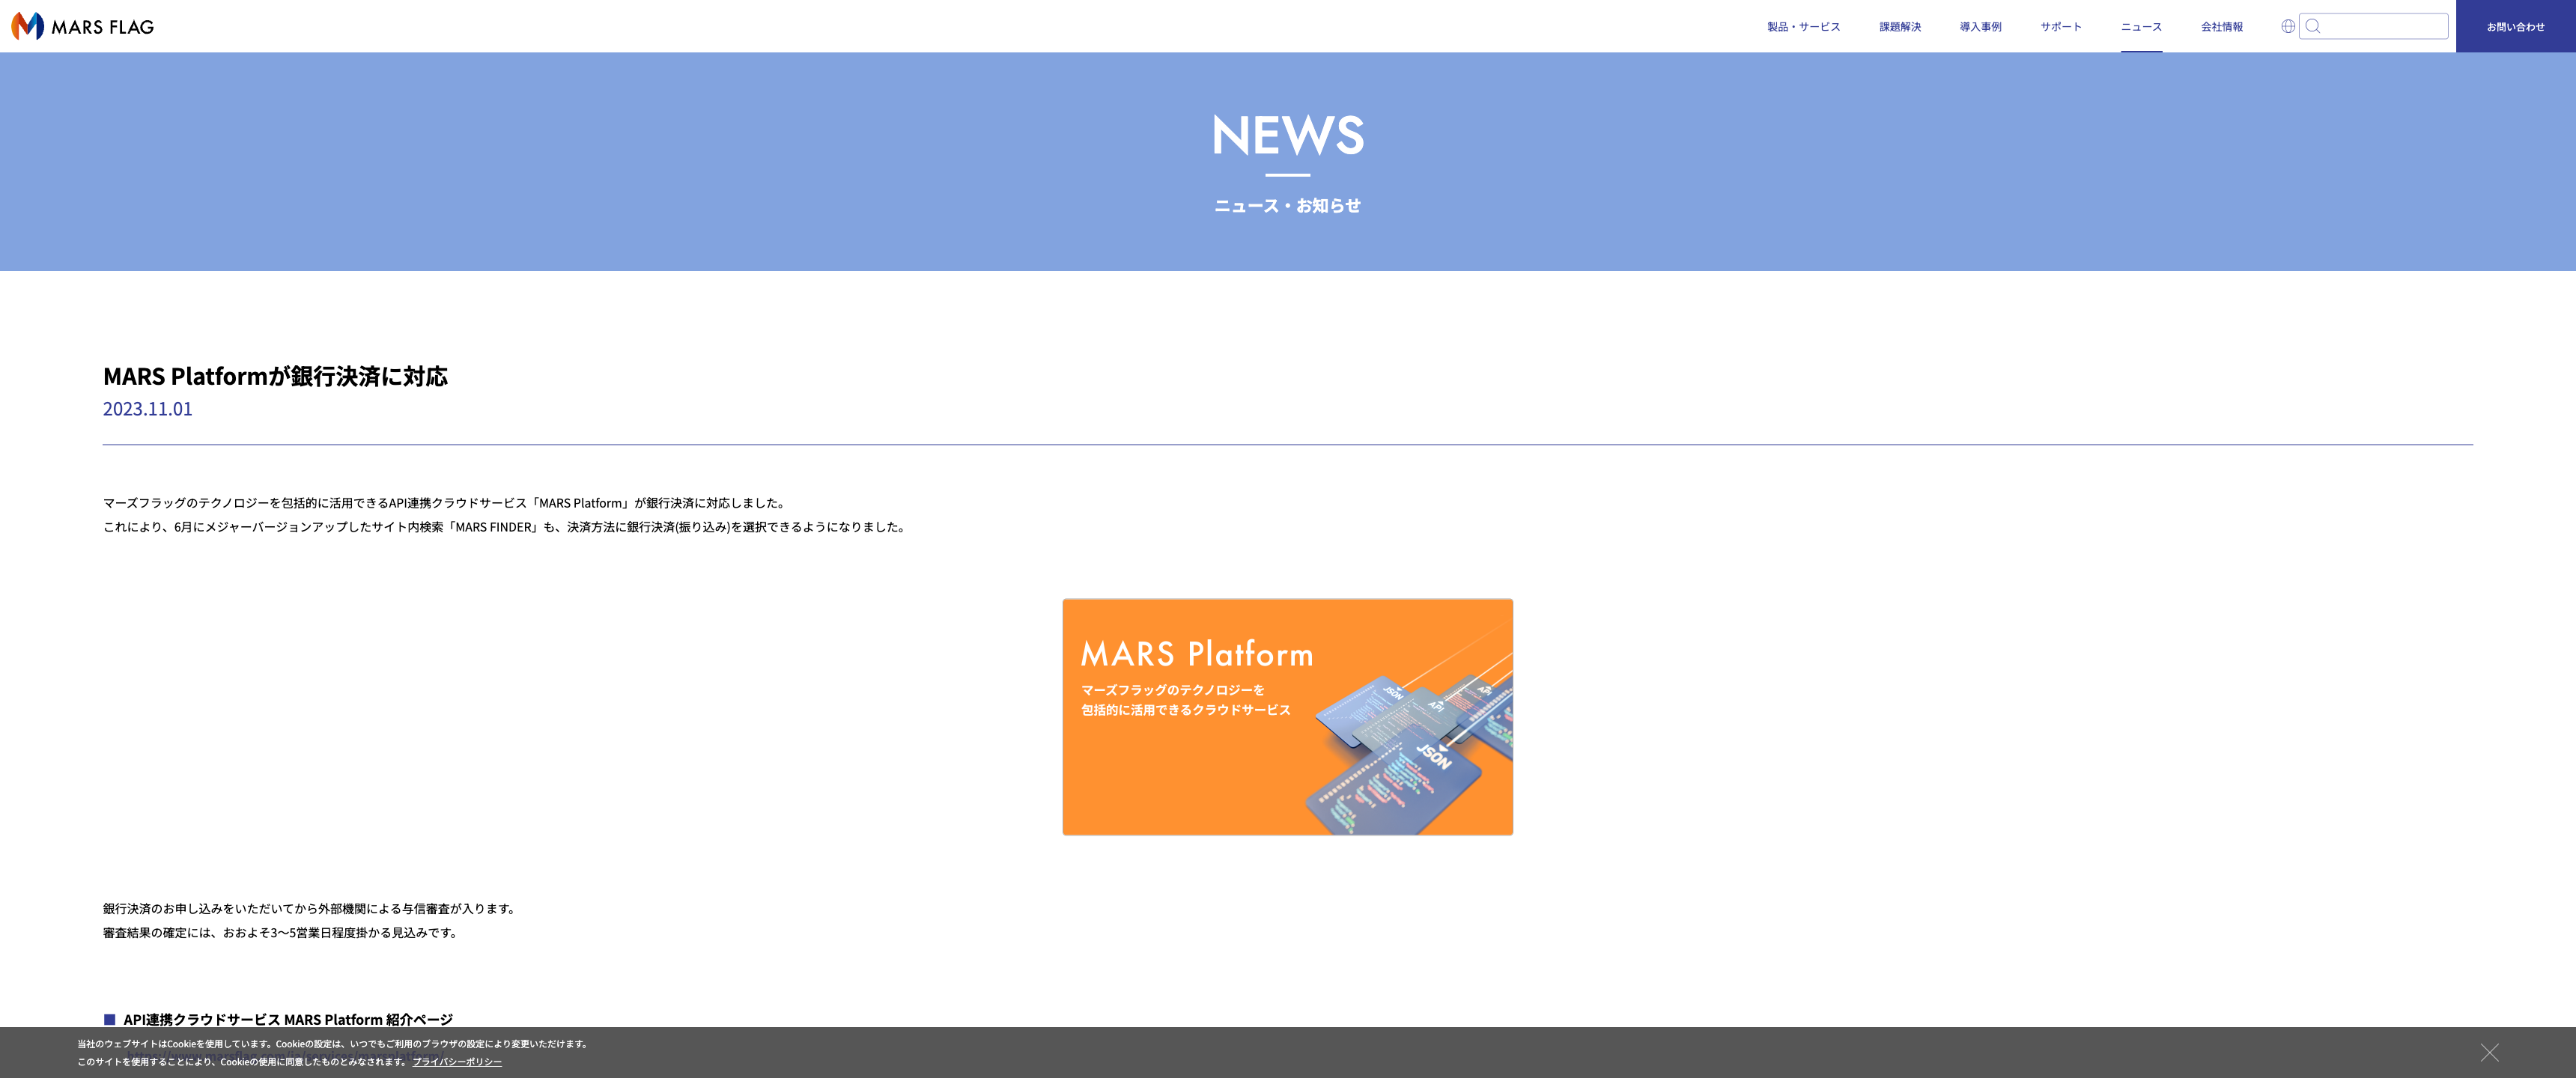 MARS FLAG
製品・サービス
課題解決
導入事例
サポート
ニュース
会社情報
お問い合わせ
NEWS
ニュース・お知らせ
MARS Platformが銀行決済に対応
2023.11.01
マーズフラッグのテクノロジーを包括的に活用できるAPI連携クラウドサービス「MARS Platform」が銀行決済に対応しました。
これにより、6月にメジャーバージョンアップしたサイト内検索「MARS FINDER」も、決済方法に銀行決済(振り込み)を選択できるようになりました。
MARS Platform
マーズフラッグのテクノロジーを
包括的に活用できるクラウドサービス
JSON
API
API
JSON
銀行決済のお申し込みをいただいてから外部機関による与信審査が入ります。
審査結果の確定には、おおよそ3〜5営業日程度掛かる見込みです。
■ API連携クラウドサービス MARS Platform 紹介ページ
当社のウェブサイトはCookieを使用しています。Cookieの設定は、いつでもご利用のブラウザの設定により変更いただけます。
このサイトを使用することにより、Cookieの使用に同意したものとみなされます。 プライバシーポリシー